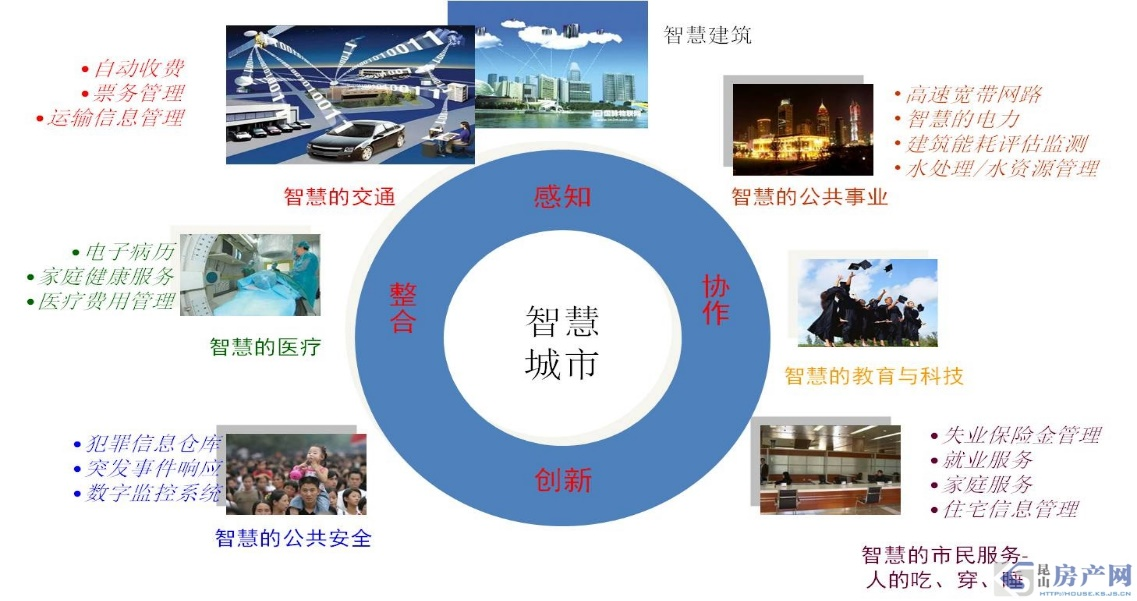 智慧建筑
• 自动收费
• 票务管理
• 运输信息管理
智慧的交通
• 高速宽带网路
• 智慧的电力
• 建筑能耗评估监测
• 水处理/水资源管理
智慧的公共事业
感知
• 电子病历
• 家庭健康服务
• 医疗费用管理
智慧的医疗
整合
协作
智慧
城市
智慧的教育与科技
• 犯罪信息仓库
• 突发事件响应
• 数字监控系统
智慧的公共安全
创新
• 失业保险金管理
• 就业服务
• 家庭服务
• 住宅信息管理
智慧的市民服务-
人的吃、穿、睡
昆山房产网
HTTP://HOUSE.KS.JS.CN